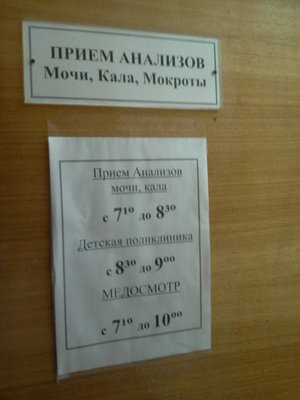 ПРИЕМ АНАЛИЗОВ
Мочи, Кала, Мокроты
Прием Анализов
мочи, кала
с 7¹⁰ до 8³⁰
Детская поликлиника
с 8³⁰ до 9⁰⁰
МЕДОСМОТР
с 7¹⁰ до 10⁰⁰